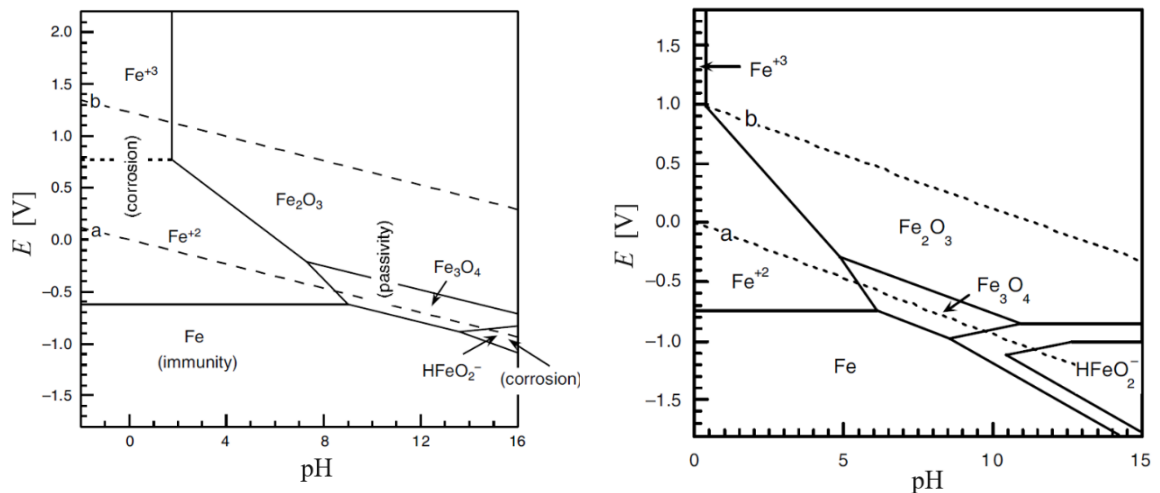 2.2
2.0
1.5
1.0
0.5
0.0
−0.5
−1.0
−1.5
E [V]
Fe+3
b
(corrosion)
a
Fe+2
Fe2O3
(passivity)
Fe3O4
Fe
(immunity)
HFeO2−
(corrosion)
0
4
8
12
16
pH
1.5
1.0
0.5
0.0
−0.5
−1.0
−1.5
E [V]
Fe+3
b
a
Fe2O3
Fe+2
Fe3O4
Fe
HFeO2−
0
5
10
15
pH